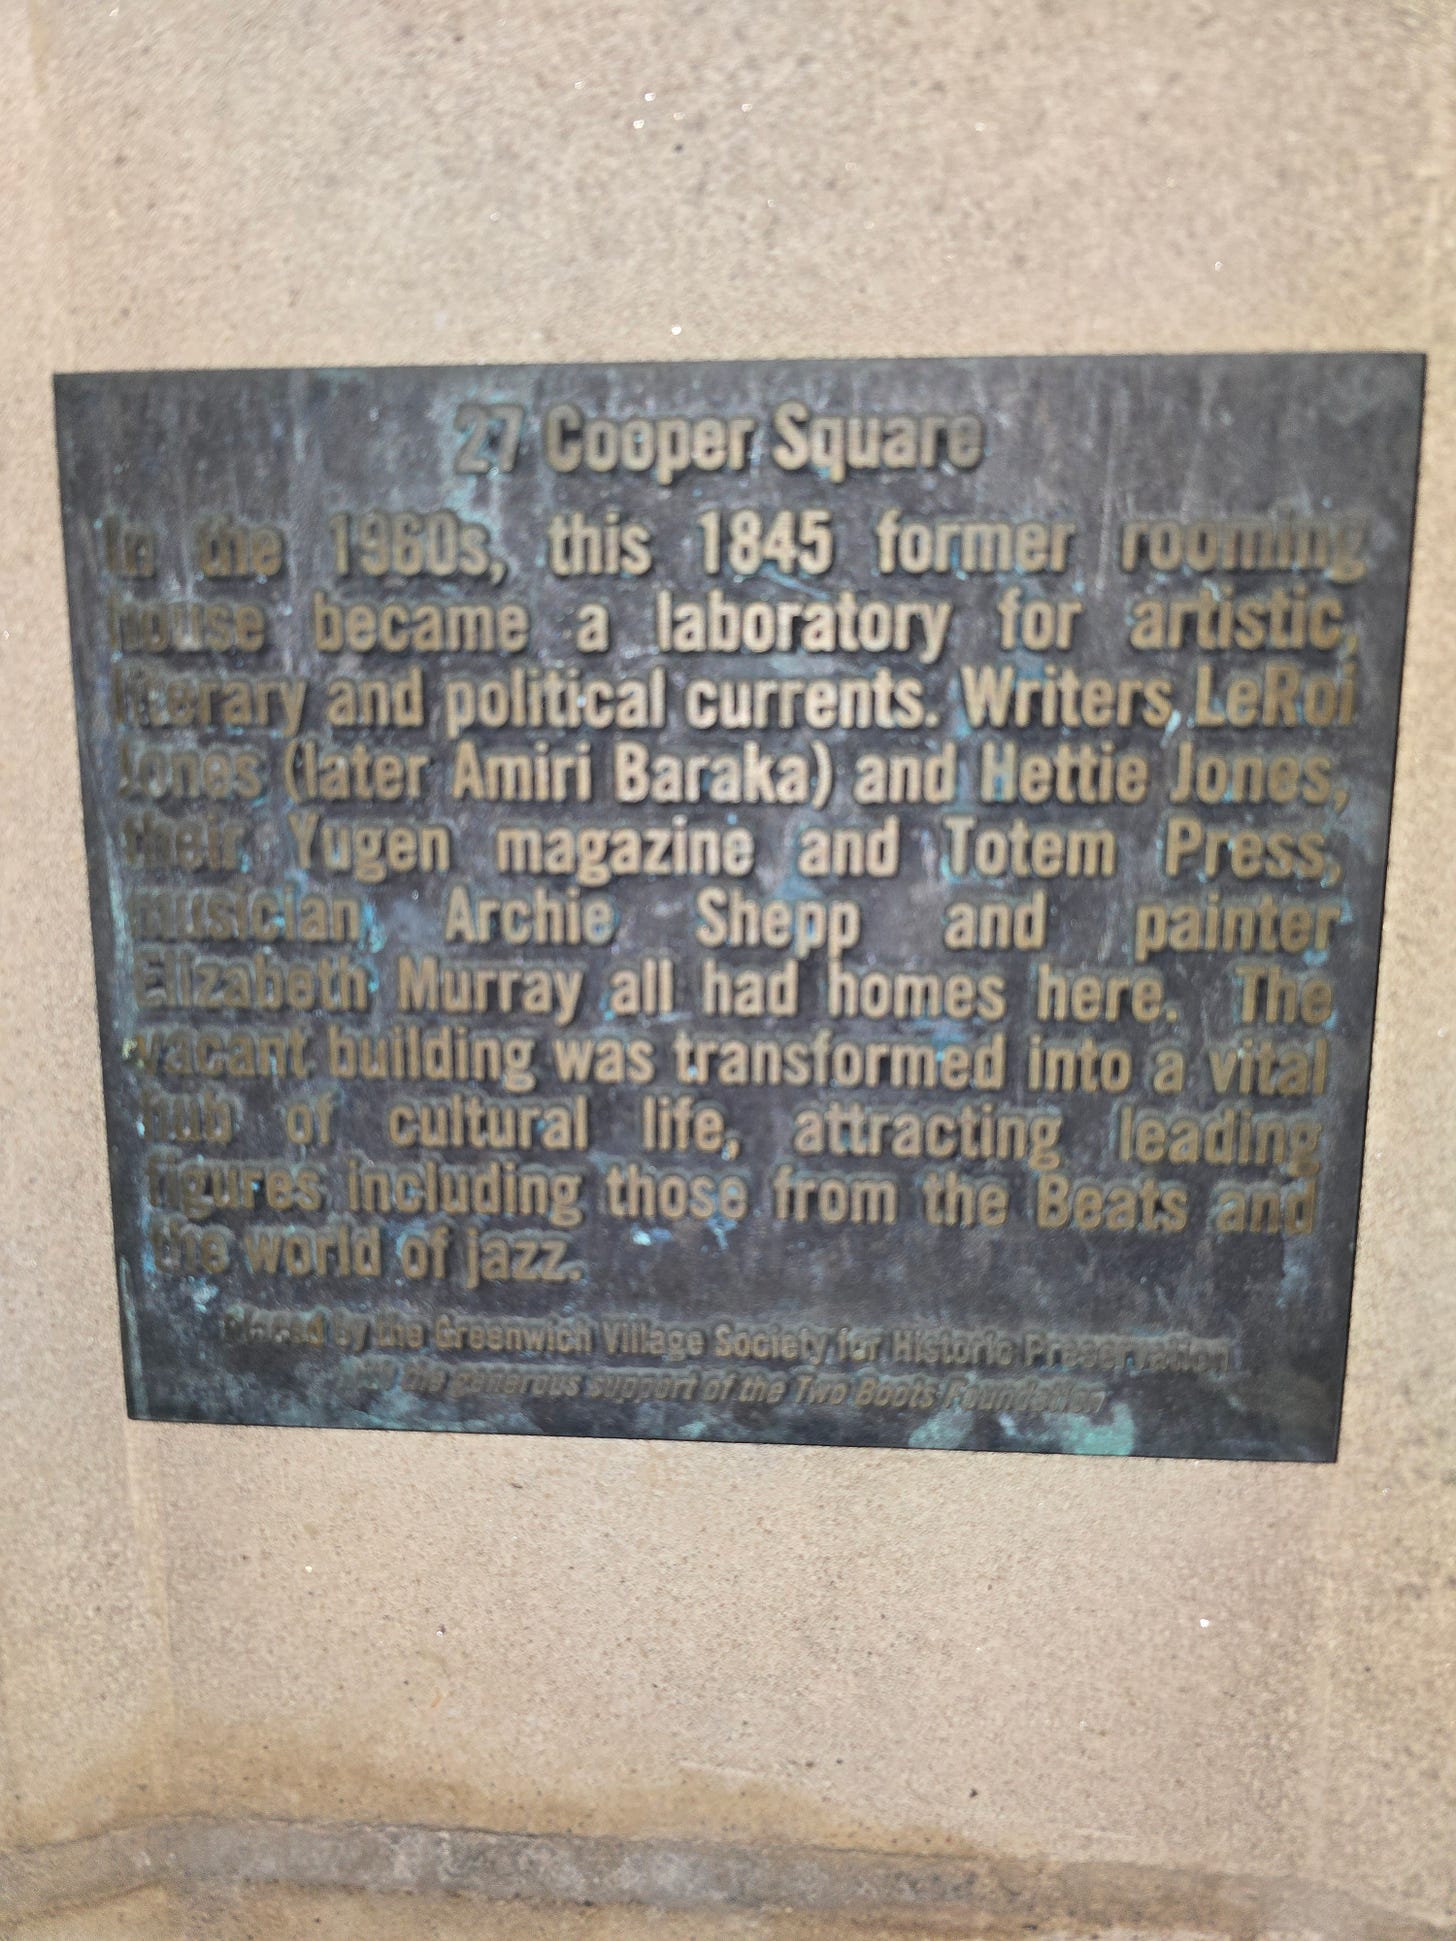 27 Cooper Square
In the 1960s, this 1845 former rooming
house became a laboratory for artistic,
literary and political currents. Writers LeRoi
Jones (later Amiri Baraka) and Hettie Jones,
their Yugen magazine and Totem Press,
musician Archie Shepp and painter
Elizabeth Murray all had homes here. The
vacant building was transformed into a vital
hub of cultural life, attracting leading
figures including those from the Beats and
the world of jazz.
Placed by the Greenwich Village Society for Historic Preservation
with the generous support of the Two Boots Foundation